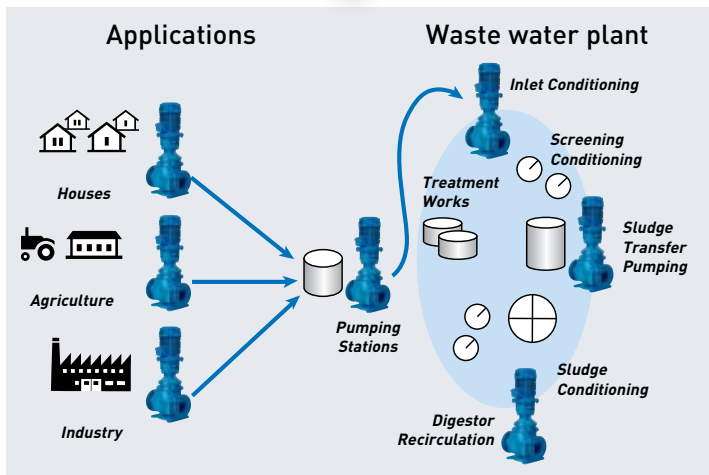 Applications
Waste water plant
Inlet Conditioning
Screening
Conditioning
Houses
Treatment
Works
Sludge
Transfer
Pumping
Agriculture
Pumping
Stations
Sludge
Conditioning
Industry
Digestor
Recirculation